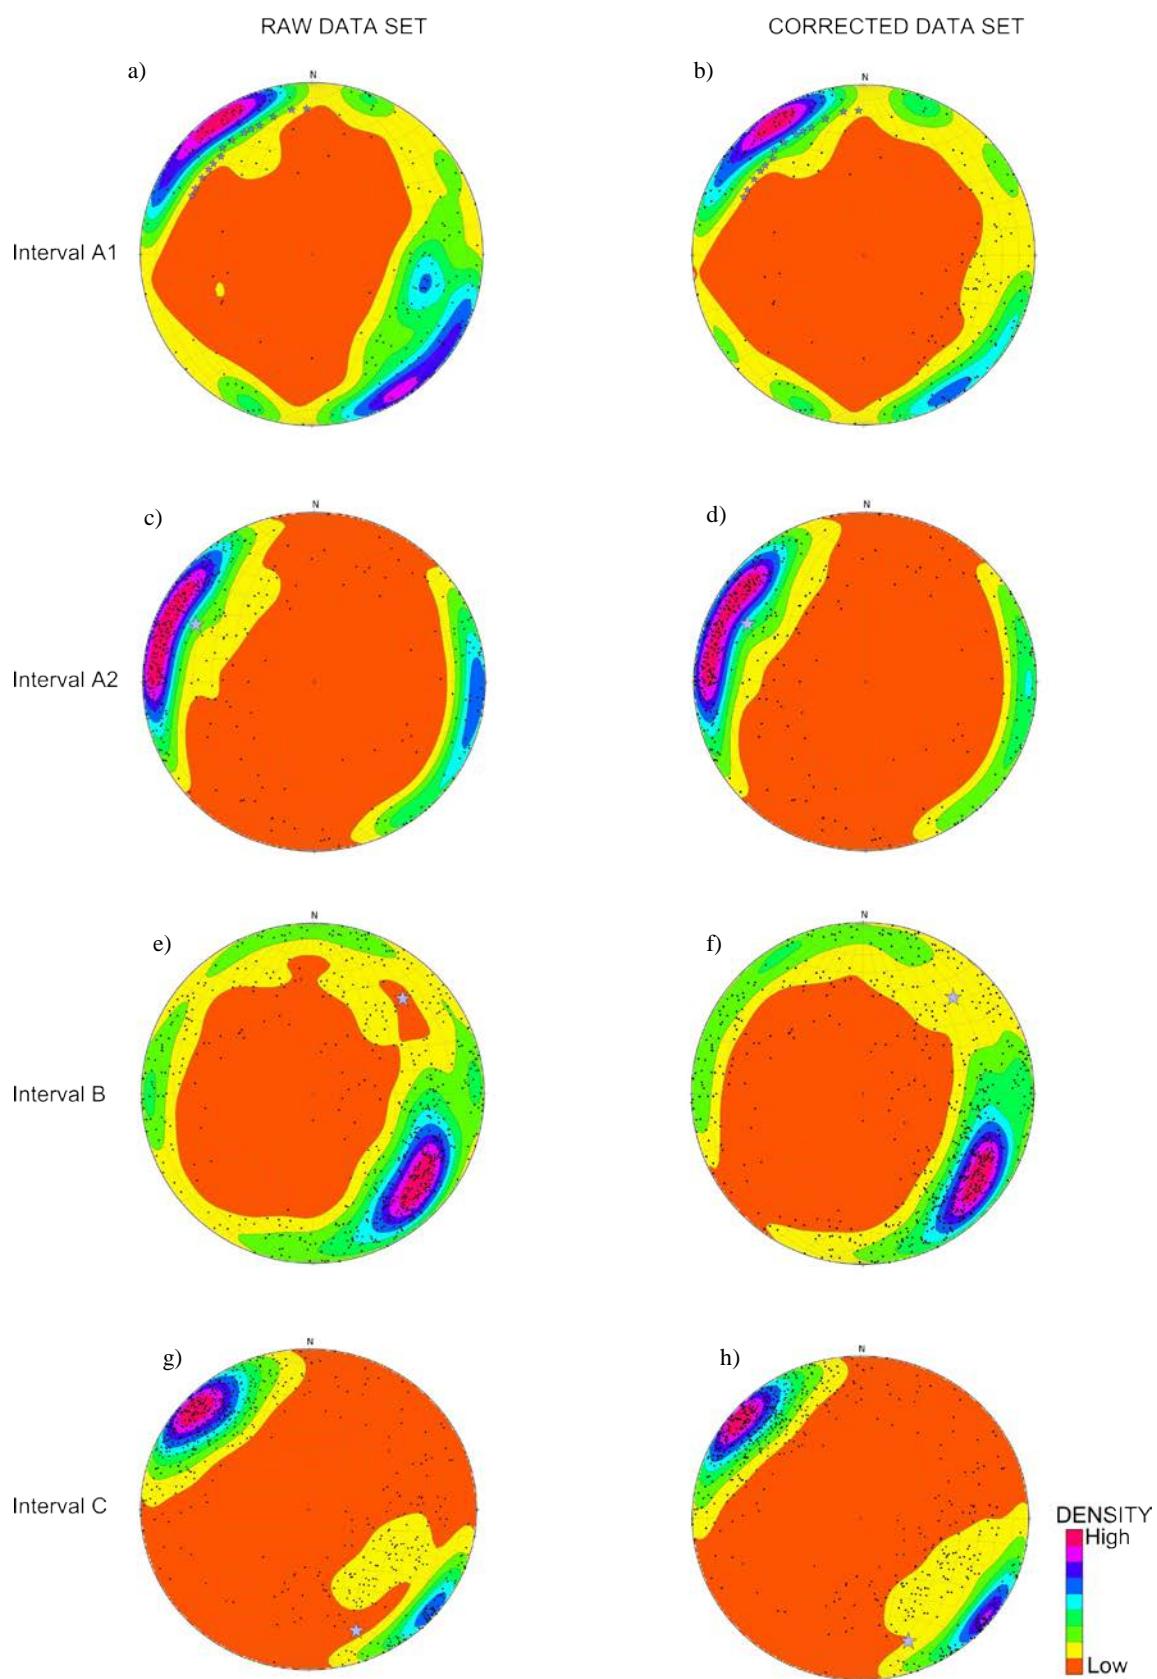 RAW DATA SET
CORRECTED DATA SET
a)
b)
N
N
Interval A1
c)
d)
N
N
Interval A2
e)
f)
N
N
Interval B
g)
h)
N
N
Interval C
DENSITY
High
Low